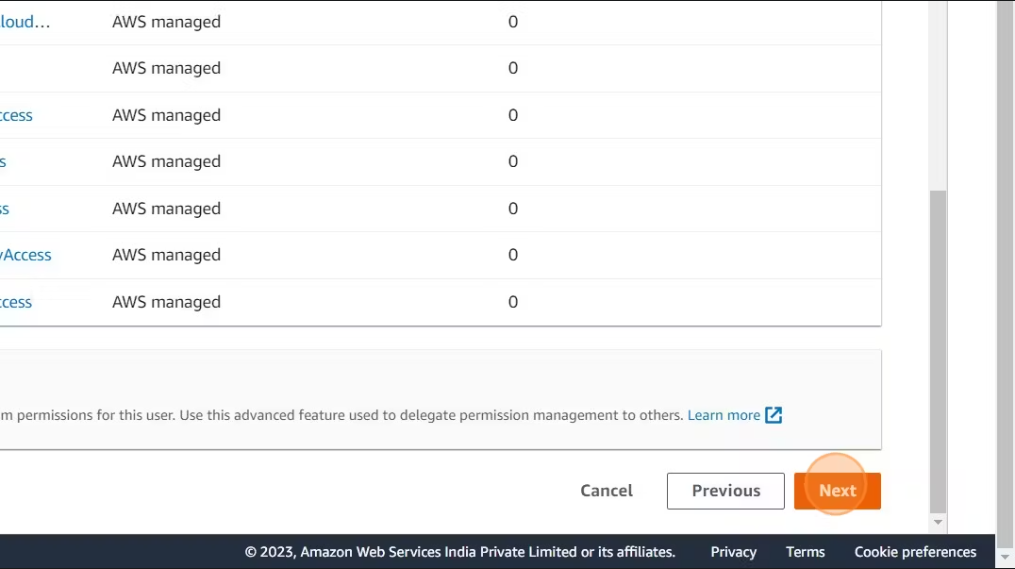 loud... AWS managed 0
AWS managed 0
ccess AWS managed 0
s AWS managed 0
ss AWS managed 0
yAccess AWS managed 0
ccess AWS managed 0
m permissions for this user. Use this advanced feature used to delegate permission management to others. Learn more
Cancel Previous Next
© 2023, Amazon Web Services India Private Limited or its affiliates. Privacy Terms Cookie preferences